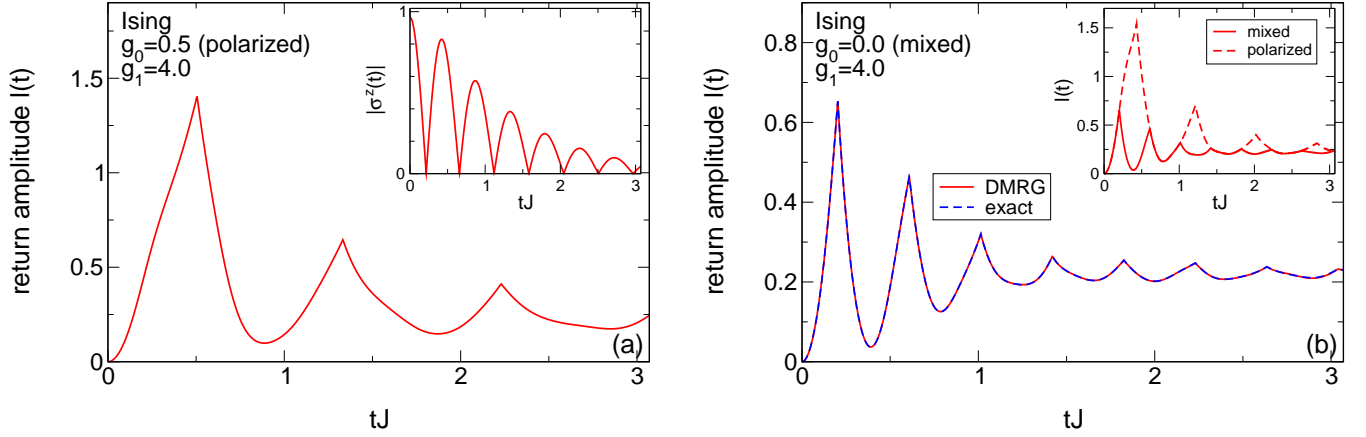 Ising
g0=0.5 (polarized)
g1=4.0
return amplitude l(t)
1.5
1
0.5
0
0
1
2
3
tJ
(a)
|σz(t)|
1
0
0
1
2
3
tJ
Ising
g0=0.0 (mixed)
g1=4.0
return amplitude l(t)
0.8
0.6
0.4
0.2
0
0
1
2
3
tJ
(b)
DMRG
exact
l(t)
1.5
1
0.5
0
0
1
2
3
tJ
mixed
polarized